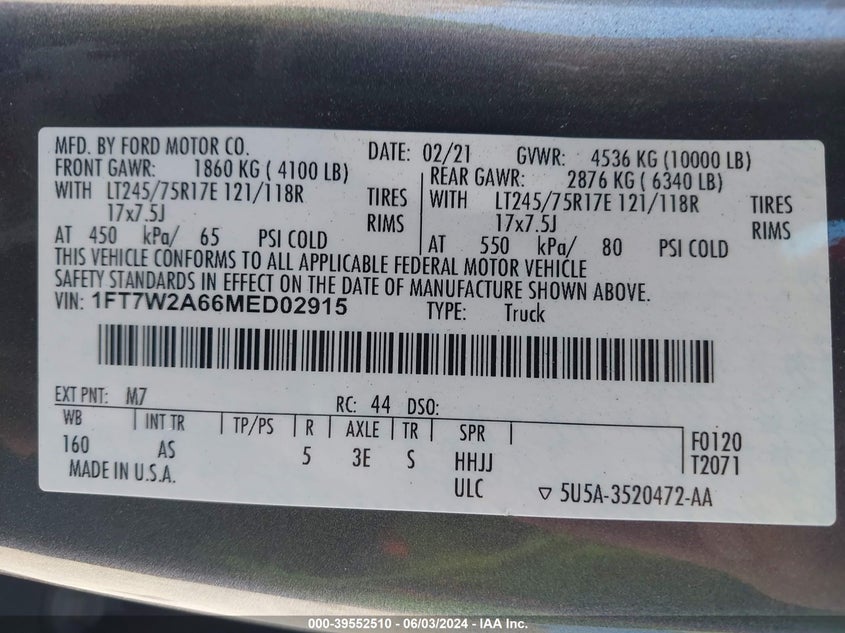 MFD. BY FORD MOTOR CO. DATE: 02/21 GVWR: 4536 KG (10000 LB)
FRONT GAWR: 1860 KG ( 4100 LB) REAR GAWR: 2876 KG ( 6340 LB)
WITH LT245/75R17E 121/118R TIRES WITH LT245/75R17E 121/118R TIRES
17x7.5J RIMS 17x7.5J RIMS
AT 450 kPa/ 65 PSI COLD AT 550 kPa/ 80 PSI COLD
THIS VEHICLE CONFORMS TO ALL APPLICABLE FEDERAL MOTOR VEHICLE
SAFETY STANDARDS IN EFFECT ON THE DATE OF MANUFACTURE SHOWN ABOVE.
VIN: 1FT7W2A66MED02915 TYPE: Truck
EXT PNT: M7 RC: 44 DSO:
WB INT TR TP/PS R AXLE TR SPR F0120
160 AS 5 3E S HHJJ T2071
MADE IN U.S.A. ULC ▽ 5U5A-3520472-AA
000-39552510 - 06/03/2024 - IAA Inc.